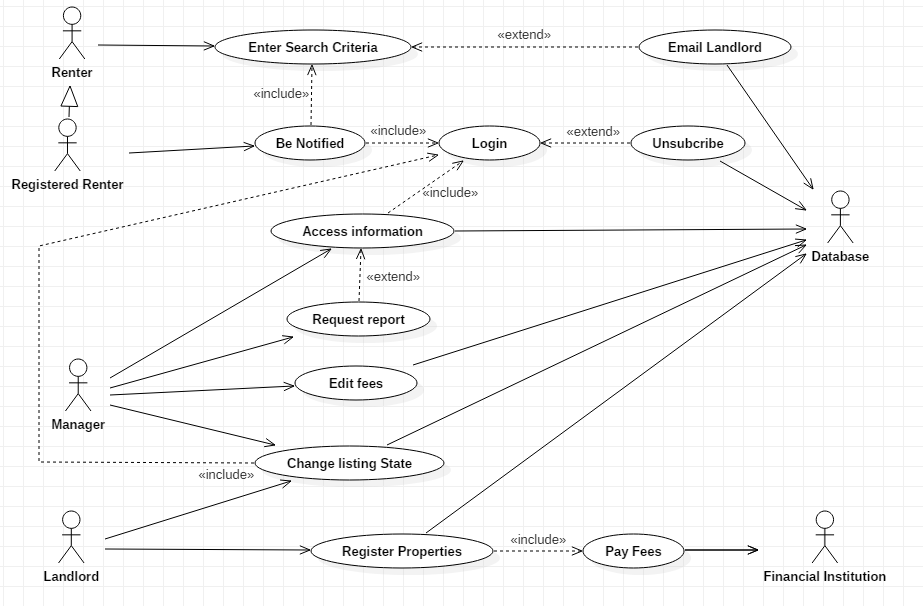 «extend»
Enter Search Criteria
Email Landlord
Renter
«include»
Be Notified
«include»
Login
«extend»
Unsubcribe
Registered Renter
«include»
Access information
Database
«extend»
Request report
Edit fees
Manager
Change listing State
«include»
«include»
Register Properties
Pay Fees
Landlord
Financial Institution